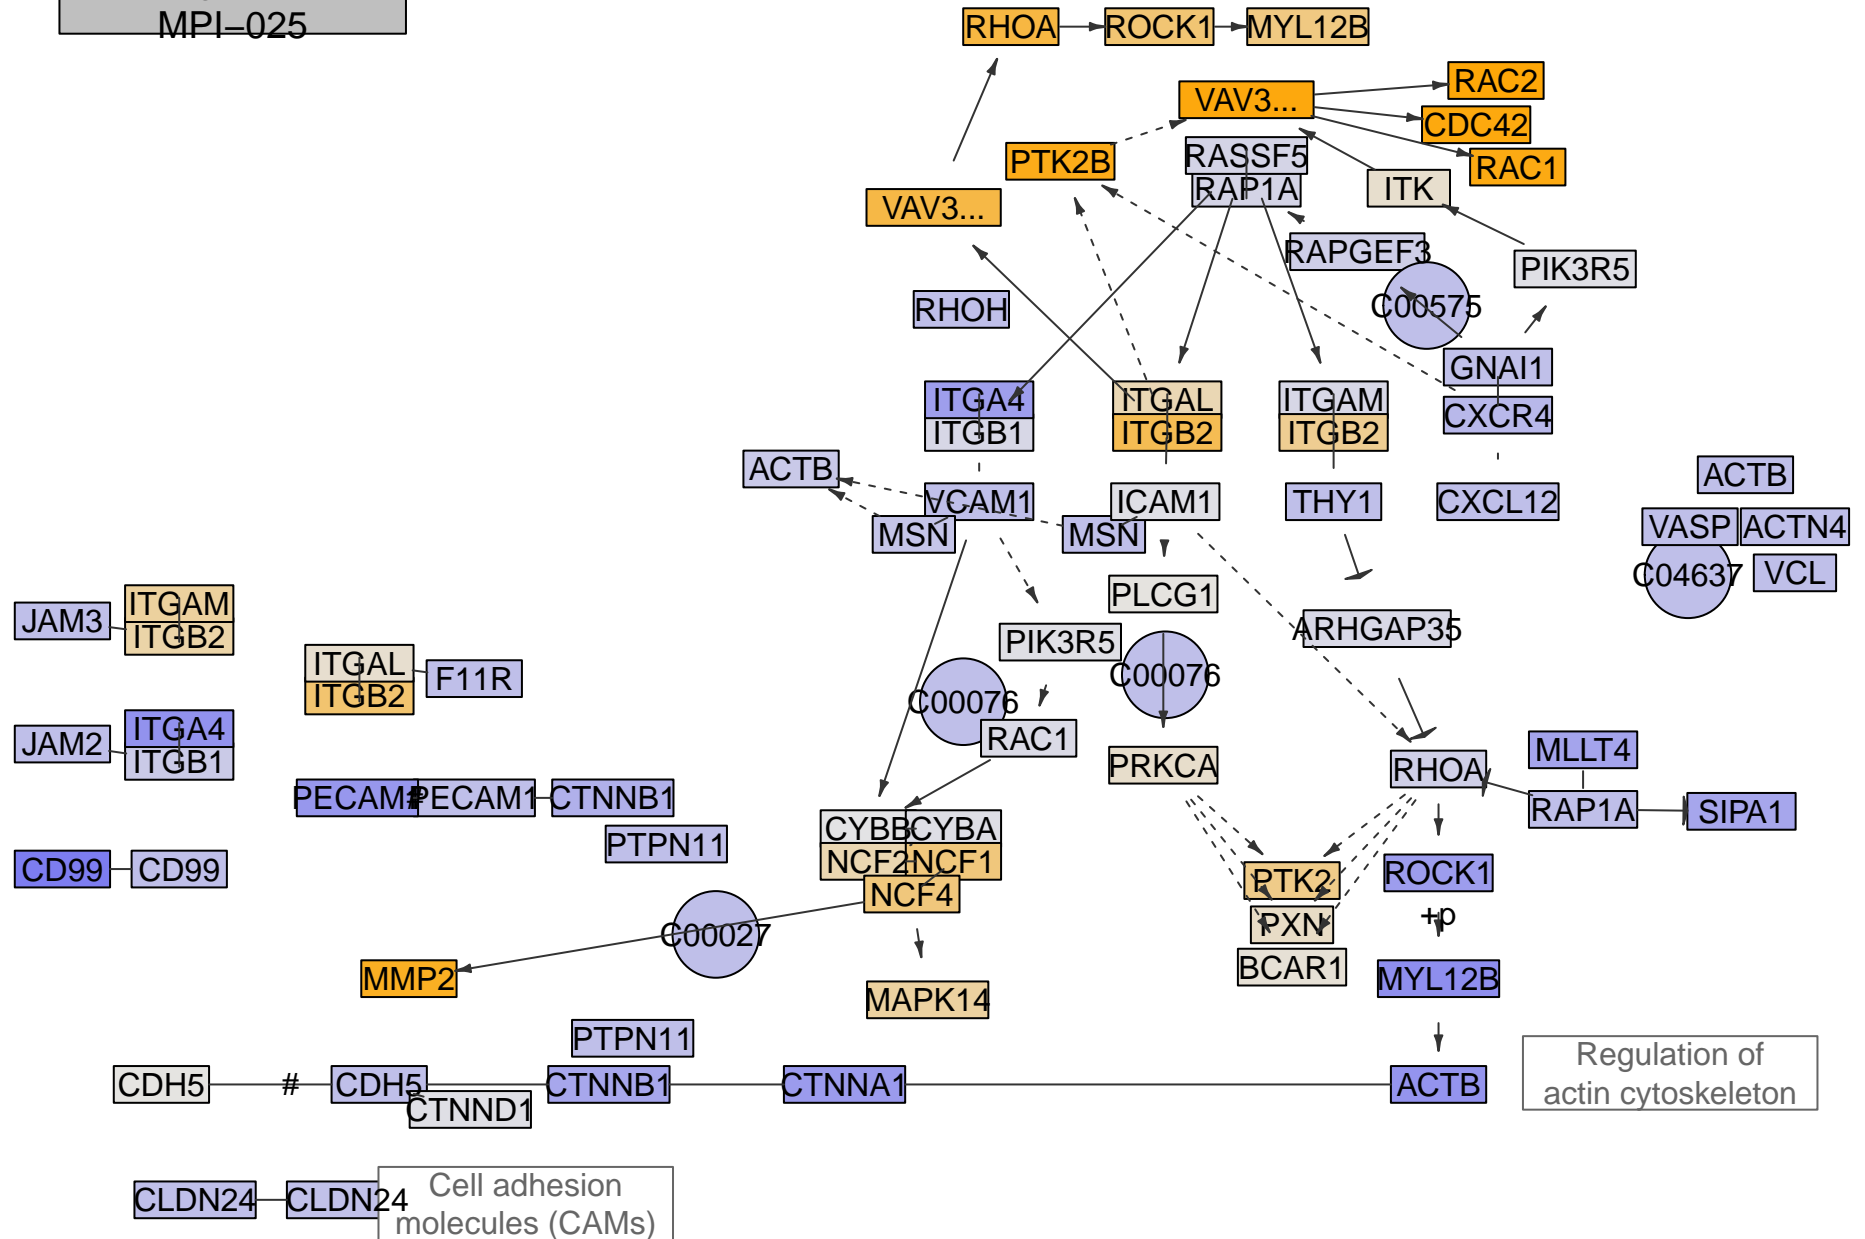 MPI–025
RHOA
ROCK1
MYL12B
RAC2
VAV3...
CDC42
RASSF5
PTK2B
RAC1
RAP1A
ITK
VAV3...
RAPGEF3
PIK3R5
C00575
RHOH
GNAI1
ITGA4
ITGAL
ITGAM
CXCR4
ITGB1
ITGB2
ITGB2
ACTB
ACTB
VCAM1
ICAM1
THY1
CXCL12
MSN
MSN
VASP
ACTN4
C04637
VCL
PLCG1
ITGAM
JAM3
ITGB2
ARHGAP35
PIK3R5
ITGAL
F11R
ITGB2
C00076
C00076
ITGA4
JAM2
ITGB1
RAC1
MLLT4
PRKCA
RHOA
PECAM1
#
PECAM1
CTNNB1
RAP1A
SIPA1
CYBB
CYBA
PTPN11
NCF2
NCF1
CD99
CD99
NCF4
PTK2
ROCK1
+p
PXN
C00027
BCAR1
MMP2
MYL12B
MAPK14
PTPN11
Regulation of
actin cytoskeleton
CDH5
#
CDH5
CTNNB1
CTNNA1
ACTB
CTNND1
CLDN24
CLDN24
Cell adhesion
molecules (CAMs)